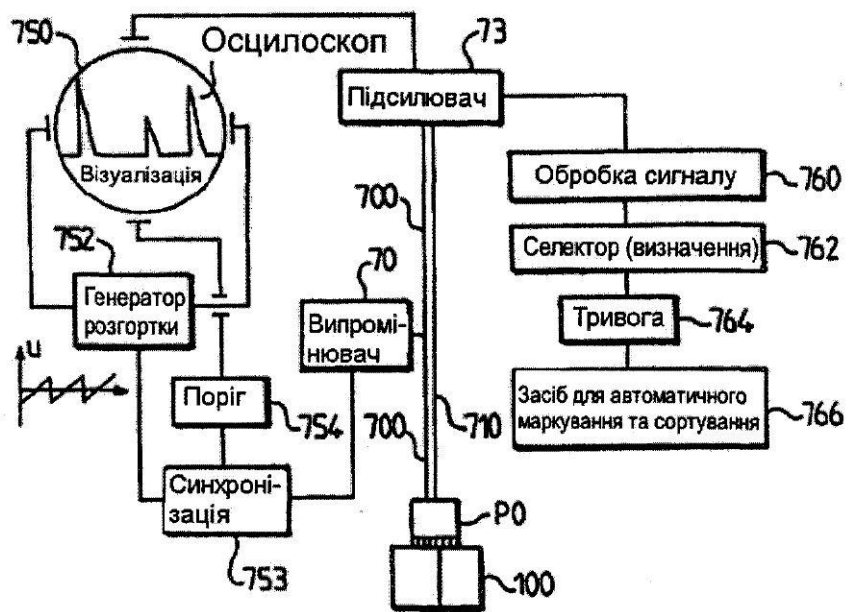 750
Осцилоскоп
73
Підсилювач
Візуалізація
700
Обробка сигналу
760
752
Селектор (визначення)
762
70
Генератор
розгортки
Випромі-
нювач
Тривога
764
u
Поріг
754
700
710
Засіб для автоматичного
маркування та сортування
766
Синхроні-
зація
753
PO
100